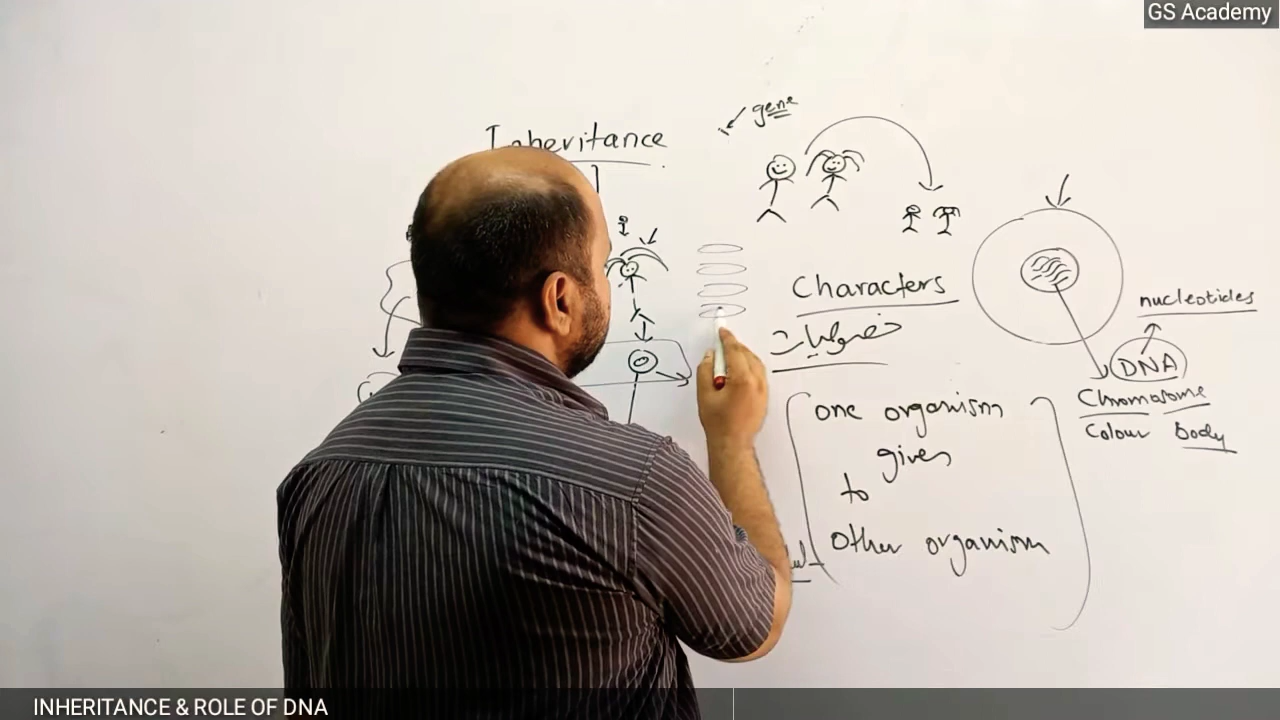 GS Academy
gene
Inheritance
Characters
خصوصیات
nucleotides
DNA
Chromosome
Colour Body
one organism
gives
to
other organism
INHERITANCE & ROLE OF DNA